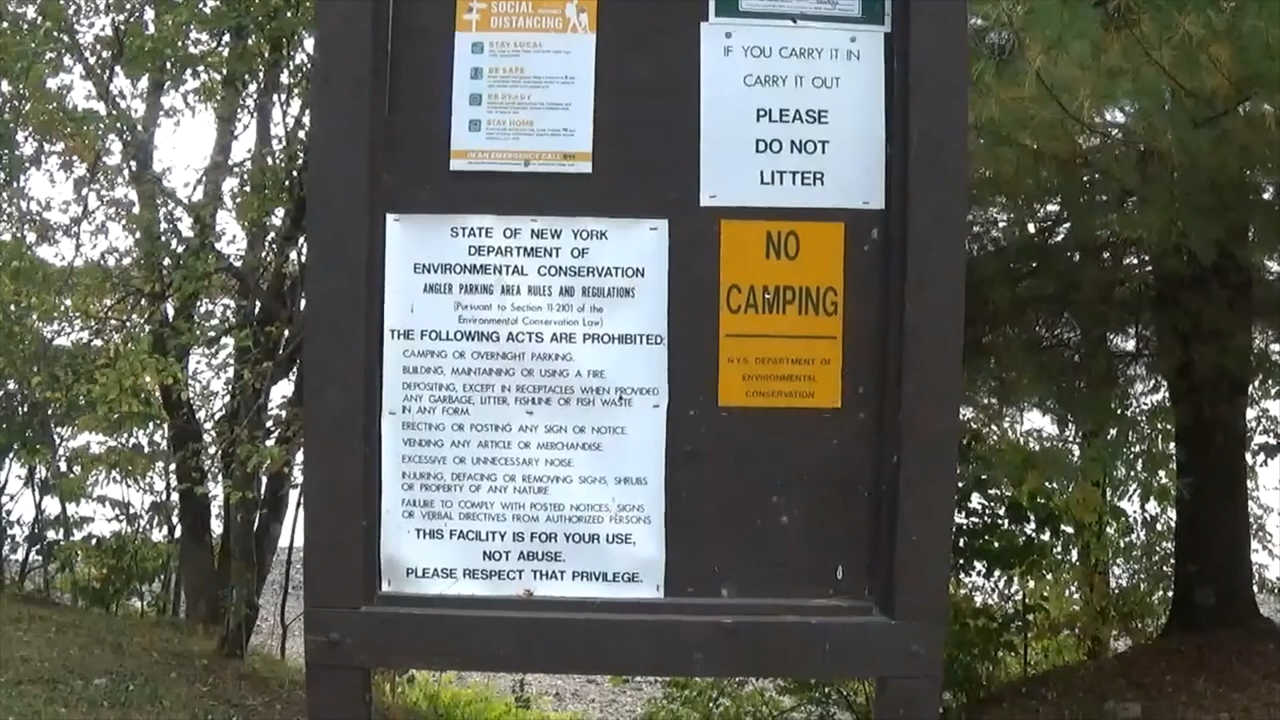 SOCIAL
DISTANCING
STAY LOCAL
BE SAFE
BE READY
STAY HOME
IN AN EMERGENCY CALL 911
IF YOU CARRY IT IN
CARRY IT OUT
PLEASE
DO NOT
LITTER
STATE OF NEW YORK
DEPARTMENT OF
ENVIRONMENTAL CONSERVATION
ANGLER PARKING AREA RULES AND REGULATIONS
(Pursuant to Section 11-2101 of the
Environmental Conservation Law)
THE FOLLOWING ACTS ARE PROHIBITED:
CAMPING OR OVERNIGHT PARKING.
BUILDING, MAINTAINING OR USING A FIRE.
DEPOSITING, EXCEPT IN RECEPTACLES WHEN PROVIDED
ANY GARBAGE, LITTER, FISHLINE OR FISH WASTE
IN ANY FORM.
ERECTING OR POSTING ANY SIGN OR NOTICE.
VENDING ANY ARTICLE OR MERCHANDISE.
EXCESSIVE OR UNNECESSARY NOISE.
INJURING, DEFACING OR REMOVING SIGNS, SHRUBS
OR PROPERTY OF ANY NATURE.
FAILURE TO COMPLY WITH POSTED NOTICES, SIGNS
OR VERBAL DIRECTIVES FROM AUTHORIZED PERSONS
THIS FACILITY IS FOR YOUR USE,
NOT ABUSE.
PLEASE RESPECT THAT PRIVILEGE.
NO
CAMPING
N.Y.S. DEPARTMENT OF
ENVIRONMENTAL
CONSERVATION